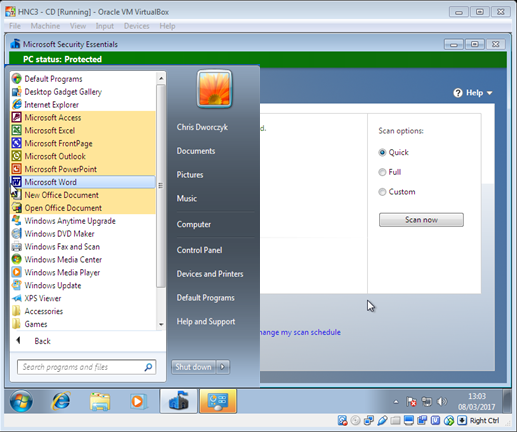 HNC3 - CD [Running] - Oracle VM VirtualBox
File Machine View Input Devices Help
Microsoft Security Essentials
PC status: Protected
Help
Default Programs
Desktop Gadget Gallery
Internet Explorer
Microsoft Access
Microsoft Excel
Microsoft FrontPage
Microsoft Outlook
Microsoft PowerPoint
Microsoft Word
New Office Document
Open Office Document
Windows Anytime Upgrade
Windows DVD Maker
Windows Fax and Scan
Windows Media Center
Windows Media Player
Windows Update
XPS Viewer
Accessories
Games
Back
Search programs and files
Chris Dworczyk
Documents
Pictures
Music
Computer
Control Panel
Devices and Printers
Default Programs
Help and Support
Shut down
d.
Scan options:
Quick
Full
Custom
Scan now
ange my scan schedule
13:03
08/03/2017
Right Ctrl